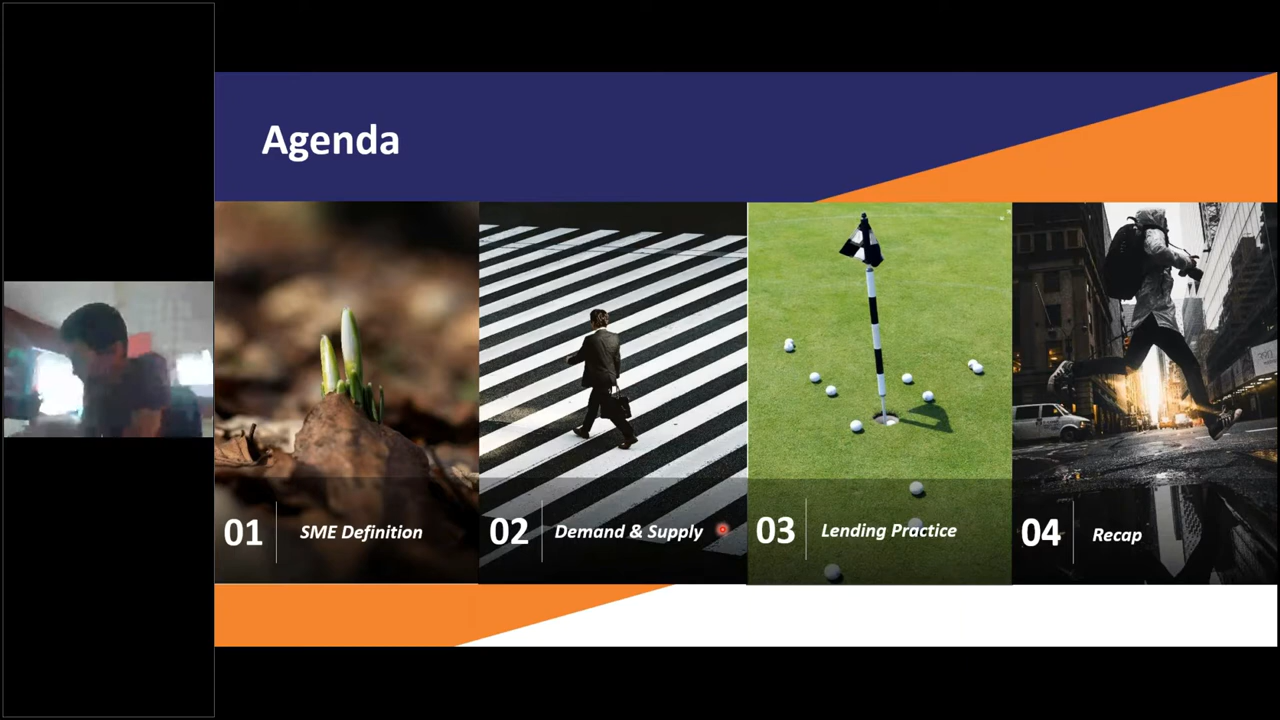 Agenda
01 SME Definition
02 Demand & Supply
03 Lending Practice
04 Recap